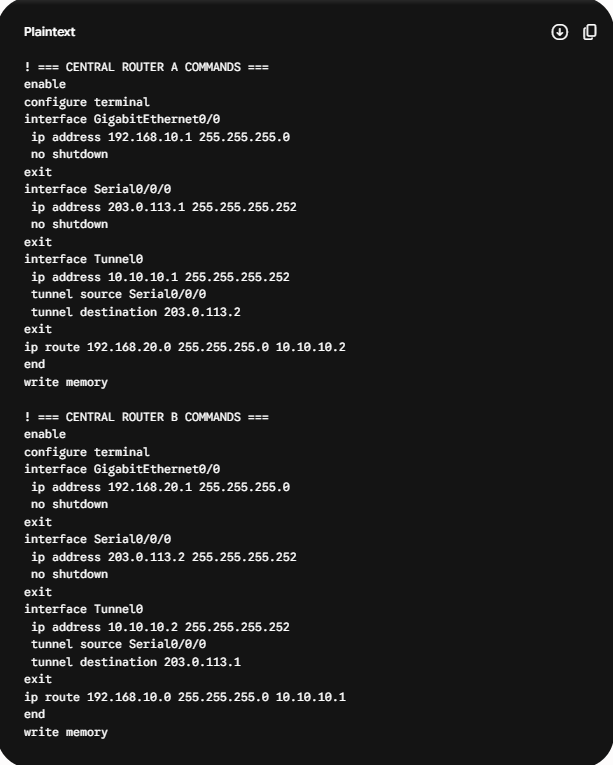 Plaintext
! === CENTRAL ROUTER A COMMANDS ===
enable
configure terminal
interface GigabitEthernet0/0
 ip address 192.168.10.1 255.255.255.0
 no shutdown
exit
interface Serial0/0/0
 ip address 203.0.113.1 255.255.255.252
 no shutdown
exit
interface Tunnel0
 ip address 10.10.10.1 255.255.255.252
 tunnel source Serial0/0/0
 tunnel destination 203.0.113.2
exit
ip route 192.168.20.0 255.255.255.0 10.10.10.2
end
write memory

! === CENTRAL ROUTER B COMMANDS ===
enable
configure terminal
interface GigabitEthernet0/0
 ip address 192.168.20.1 255.255.255.0
 no shutdown
exit
interface Serial0/0/0
 ip address 203.0.113.2 255.255.255.252
 no shutdown
exit
interface Tunnel0
 ip address 10.10.10.2 255.255.255.252
 tunnel source Serial0/0/0
 tunnel destination 203.0.113.1
exit
ip route 192.168.10.0 255.255.255.0 10.10.10.1
end
write memory